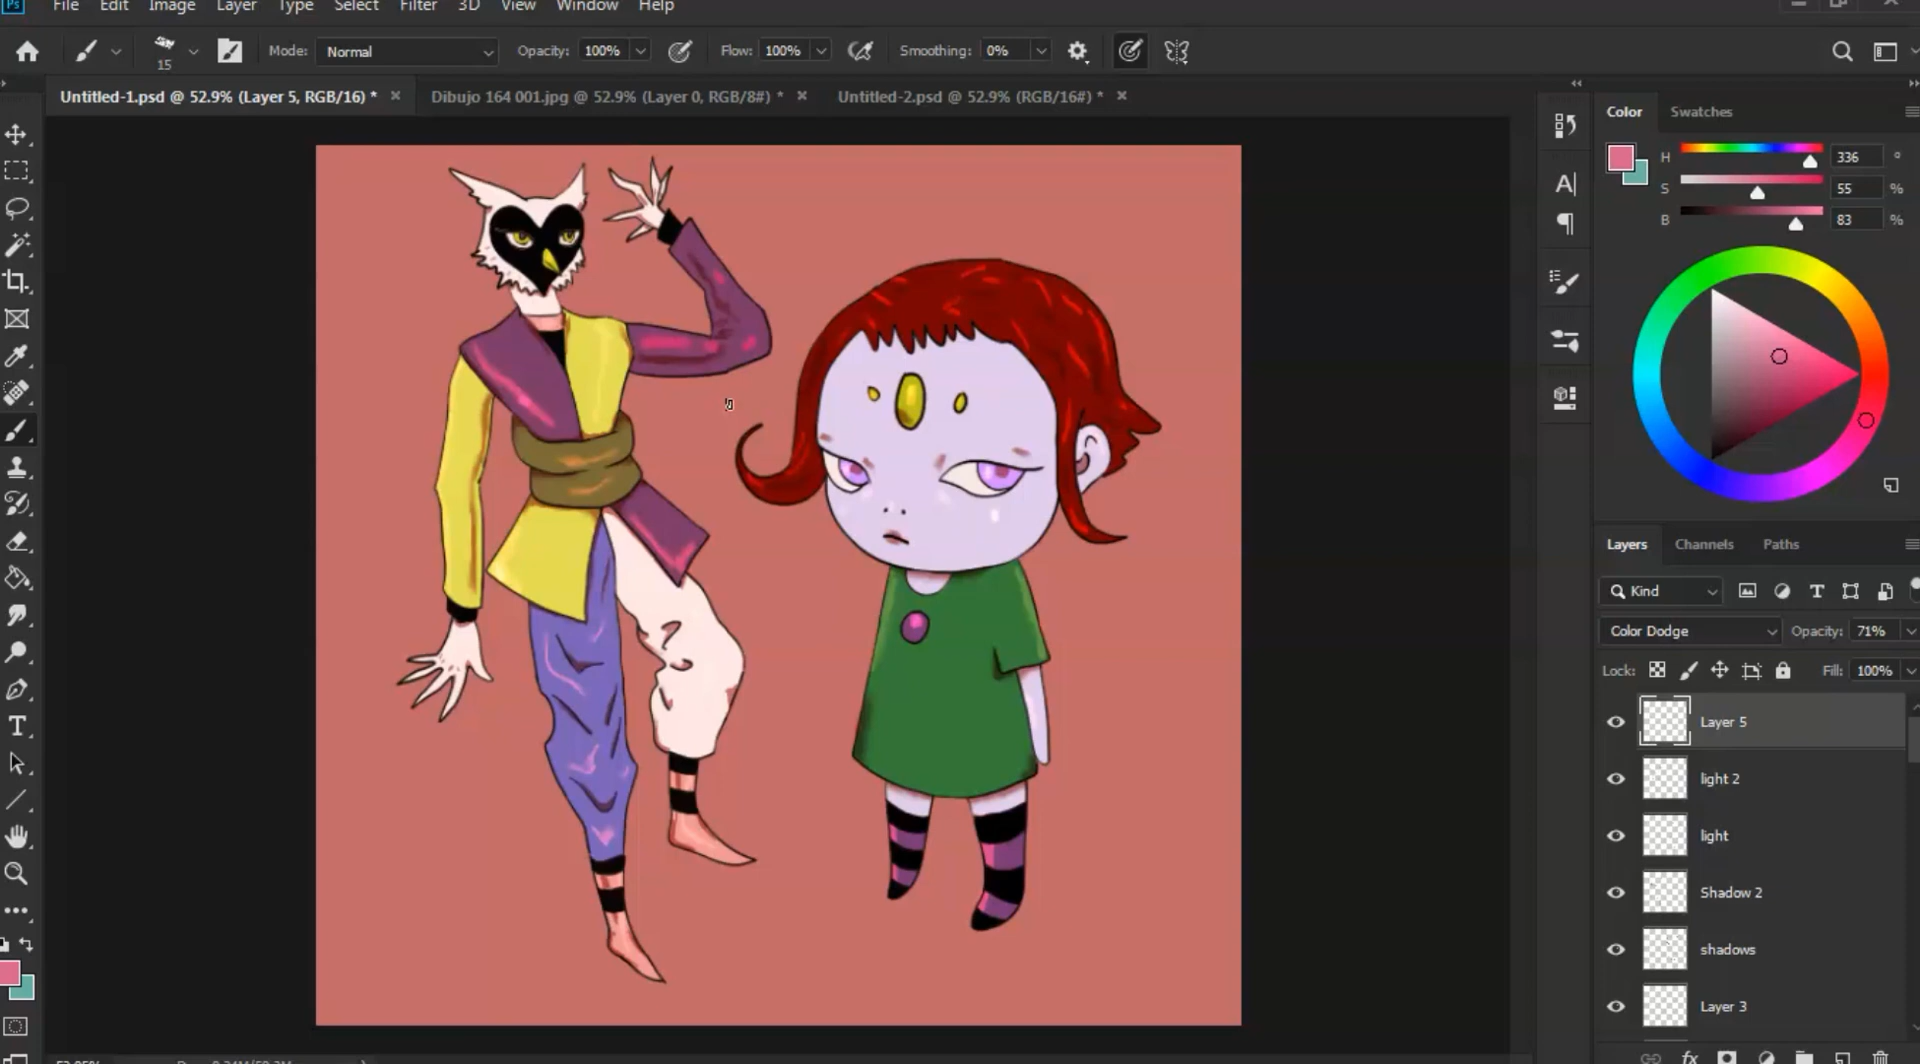 Ps File Edit Image Layer Type Select Filter 3D View Window Help
15 Mode: Normal Opacity: 100% Flow: 100% Smoothing: 0%
Untitled-1.psd @ 52.9% (Layer 5, RGB/16) * × Dibujo 164 001.jpg @ 52.9% (Layer 0, RGB/8#) * × Untitled-2.psd @ 52.9% (RGB/16#) * ×
Color Swatches
H 336 °
S 55 %
B 83 %
Layers Channels Paths
Kind
Color Dodge Opacity: 71%
Lock: Fill: 100%
Layer 5
light 2
light
Shadow 2
shadows
Layer 3
fx